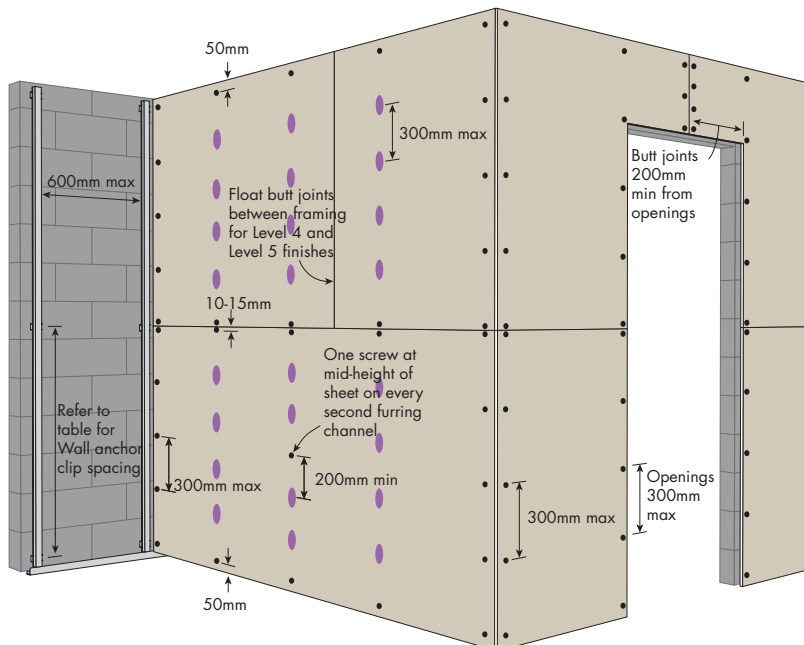 50mm
600mm max
300mm max
Float butt joints
between framing
for Level 4 and
Level 5 finishes
Butt joints
200mm
min from
openings
10-15mm
One screw at
mid-height of
sheet on every
second furring
channel
Refer to
table for
Wall anchor
clip spacing
300mm max
200mm min
300mm max
Openings
300mm
max
50mm